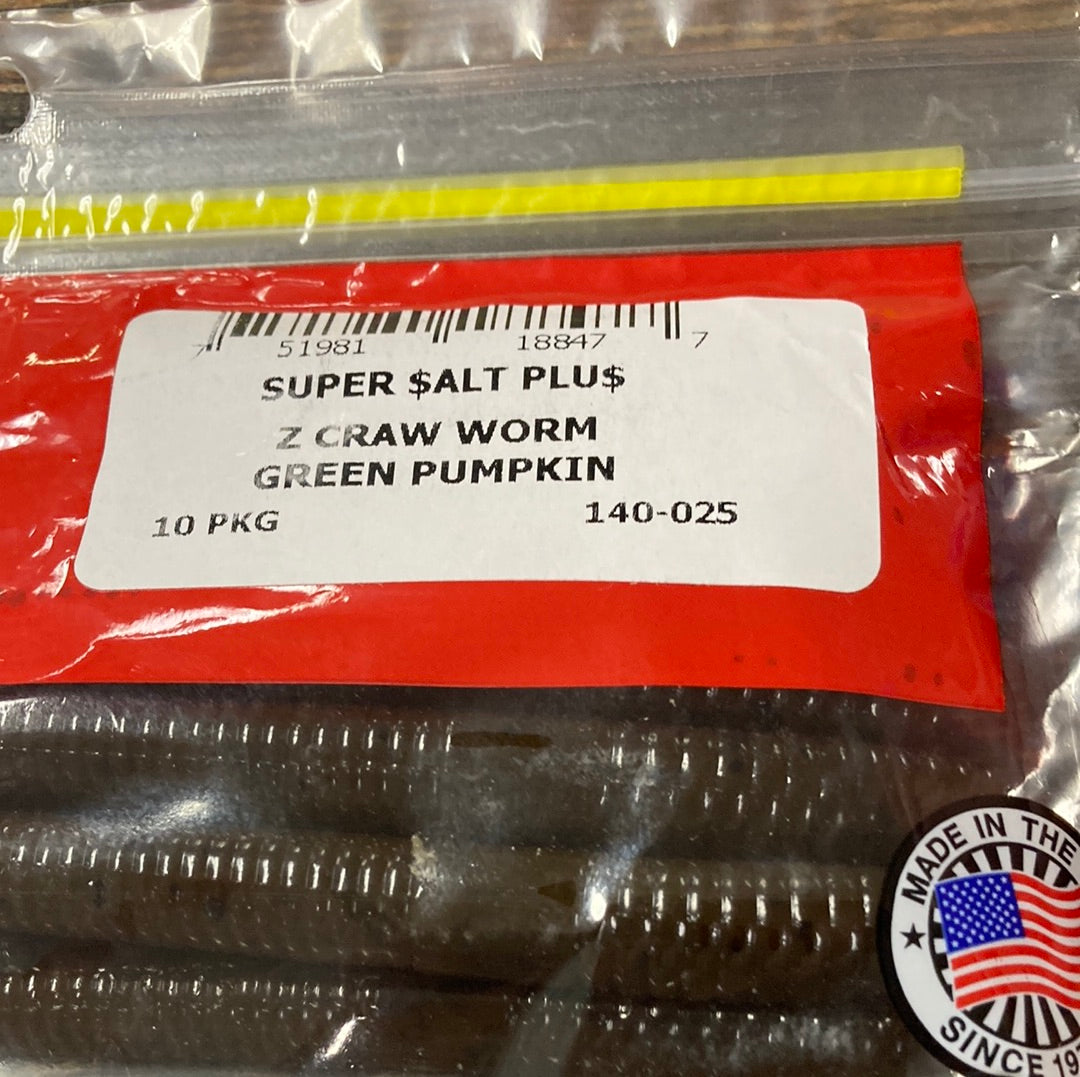 7 51981 18847 7
SUPER $ALT PLU$
Z CRAW WORM
GREEN PUMPKIN
10 PKG 140-025
MADE IN THE
SINCE 19